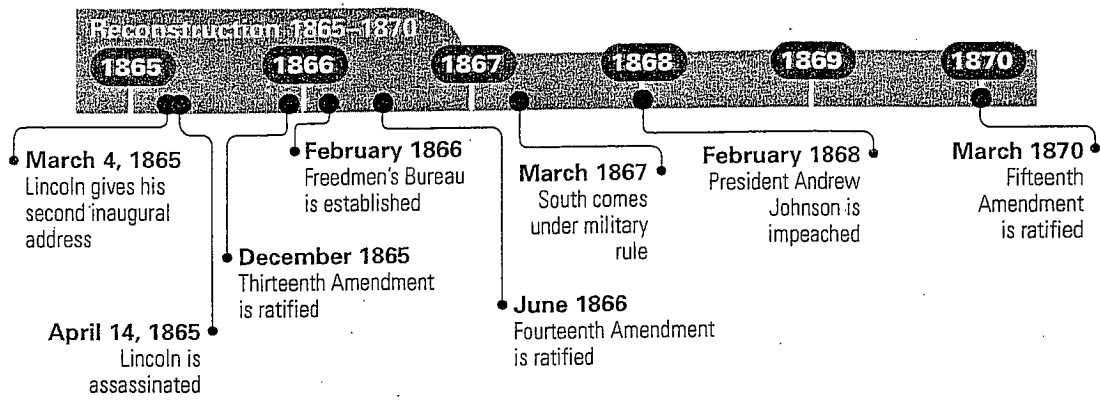 Reconstruction 1865–1870
1865
1866
1867
1868
1869
1870
March 4, 1865
Lincoln gives his
second inaugural
address
April 14, 1865
Lincoln is
assassinated
December 1865
Thirteenth Amendment
is ratified
February 1866
Freedmen's Bureau
is established
June 1866
Fourteenth Amendment
is ratified
March 1867
South comes
under military
rule
February 1868
President Andrew
Johnson is
impeached
March 1870
Fifteenth
Amendment
is ratified